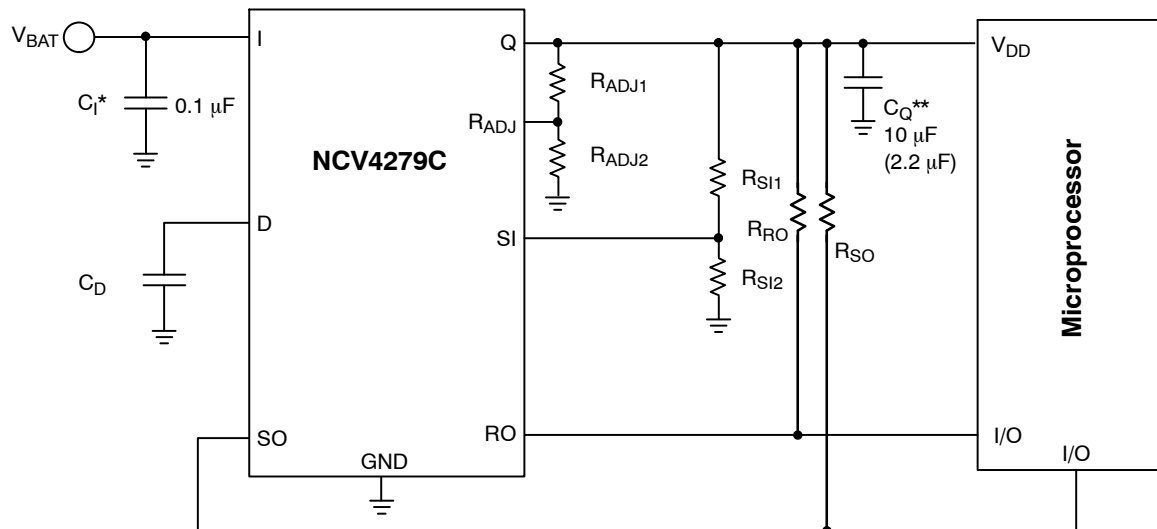 V_BAT
I
Q
V_DD
C_I*
0.1 μF
R_ADJ1
R_ADJ
R_ADJ2
C_Q**
10 μF
(2.2 μF)
NCV4279C
R_SI1
R_RO
R_SO
D
SI
C_D
R_SI2
Microprocessor
SO
RO
I/O
GND
I/O